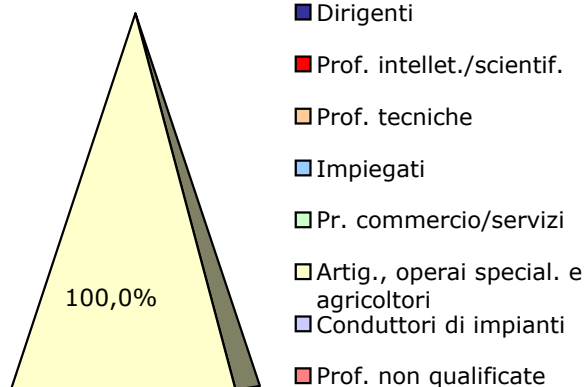 Dirigenti
Prof. intellet./scientif.
Prof. tecniche
Impiegati
Pr. commercio/servizi
Artig., operai special. e
agricoltori
100,0%
Conduttori di impianti
Prof. non qualificate